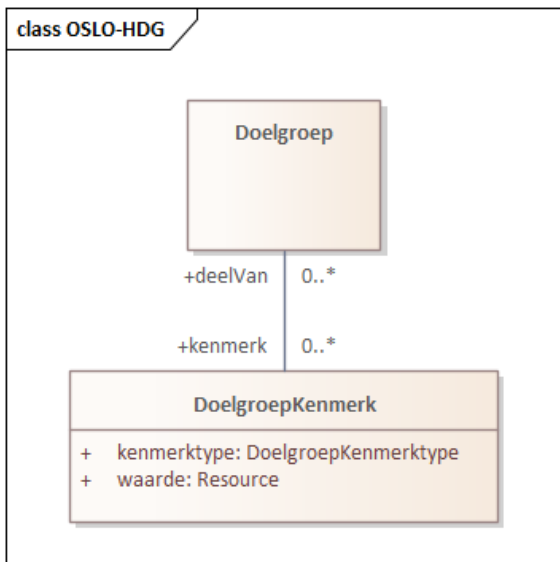 class OSLO-HDG
Doelgroep
+deelVan 0..*
+kenmerk 0..*
DoelgroepKenmerk
+ kenmerktype: DoelgroepKenmerktype
+ waarde: Resource